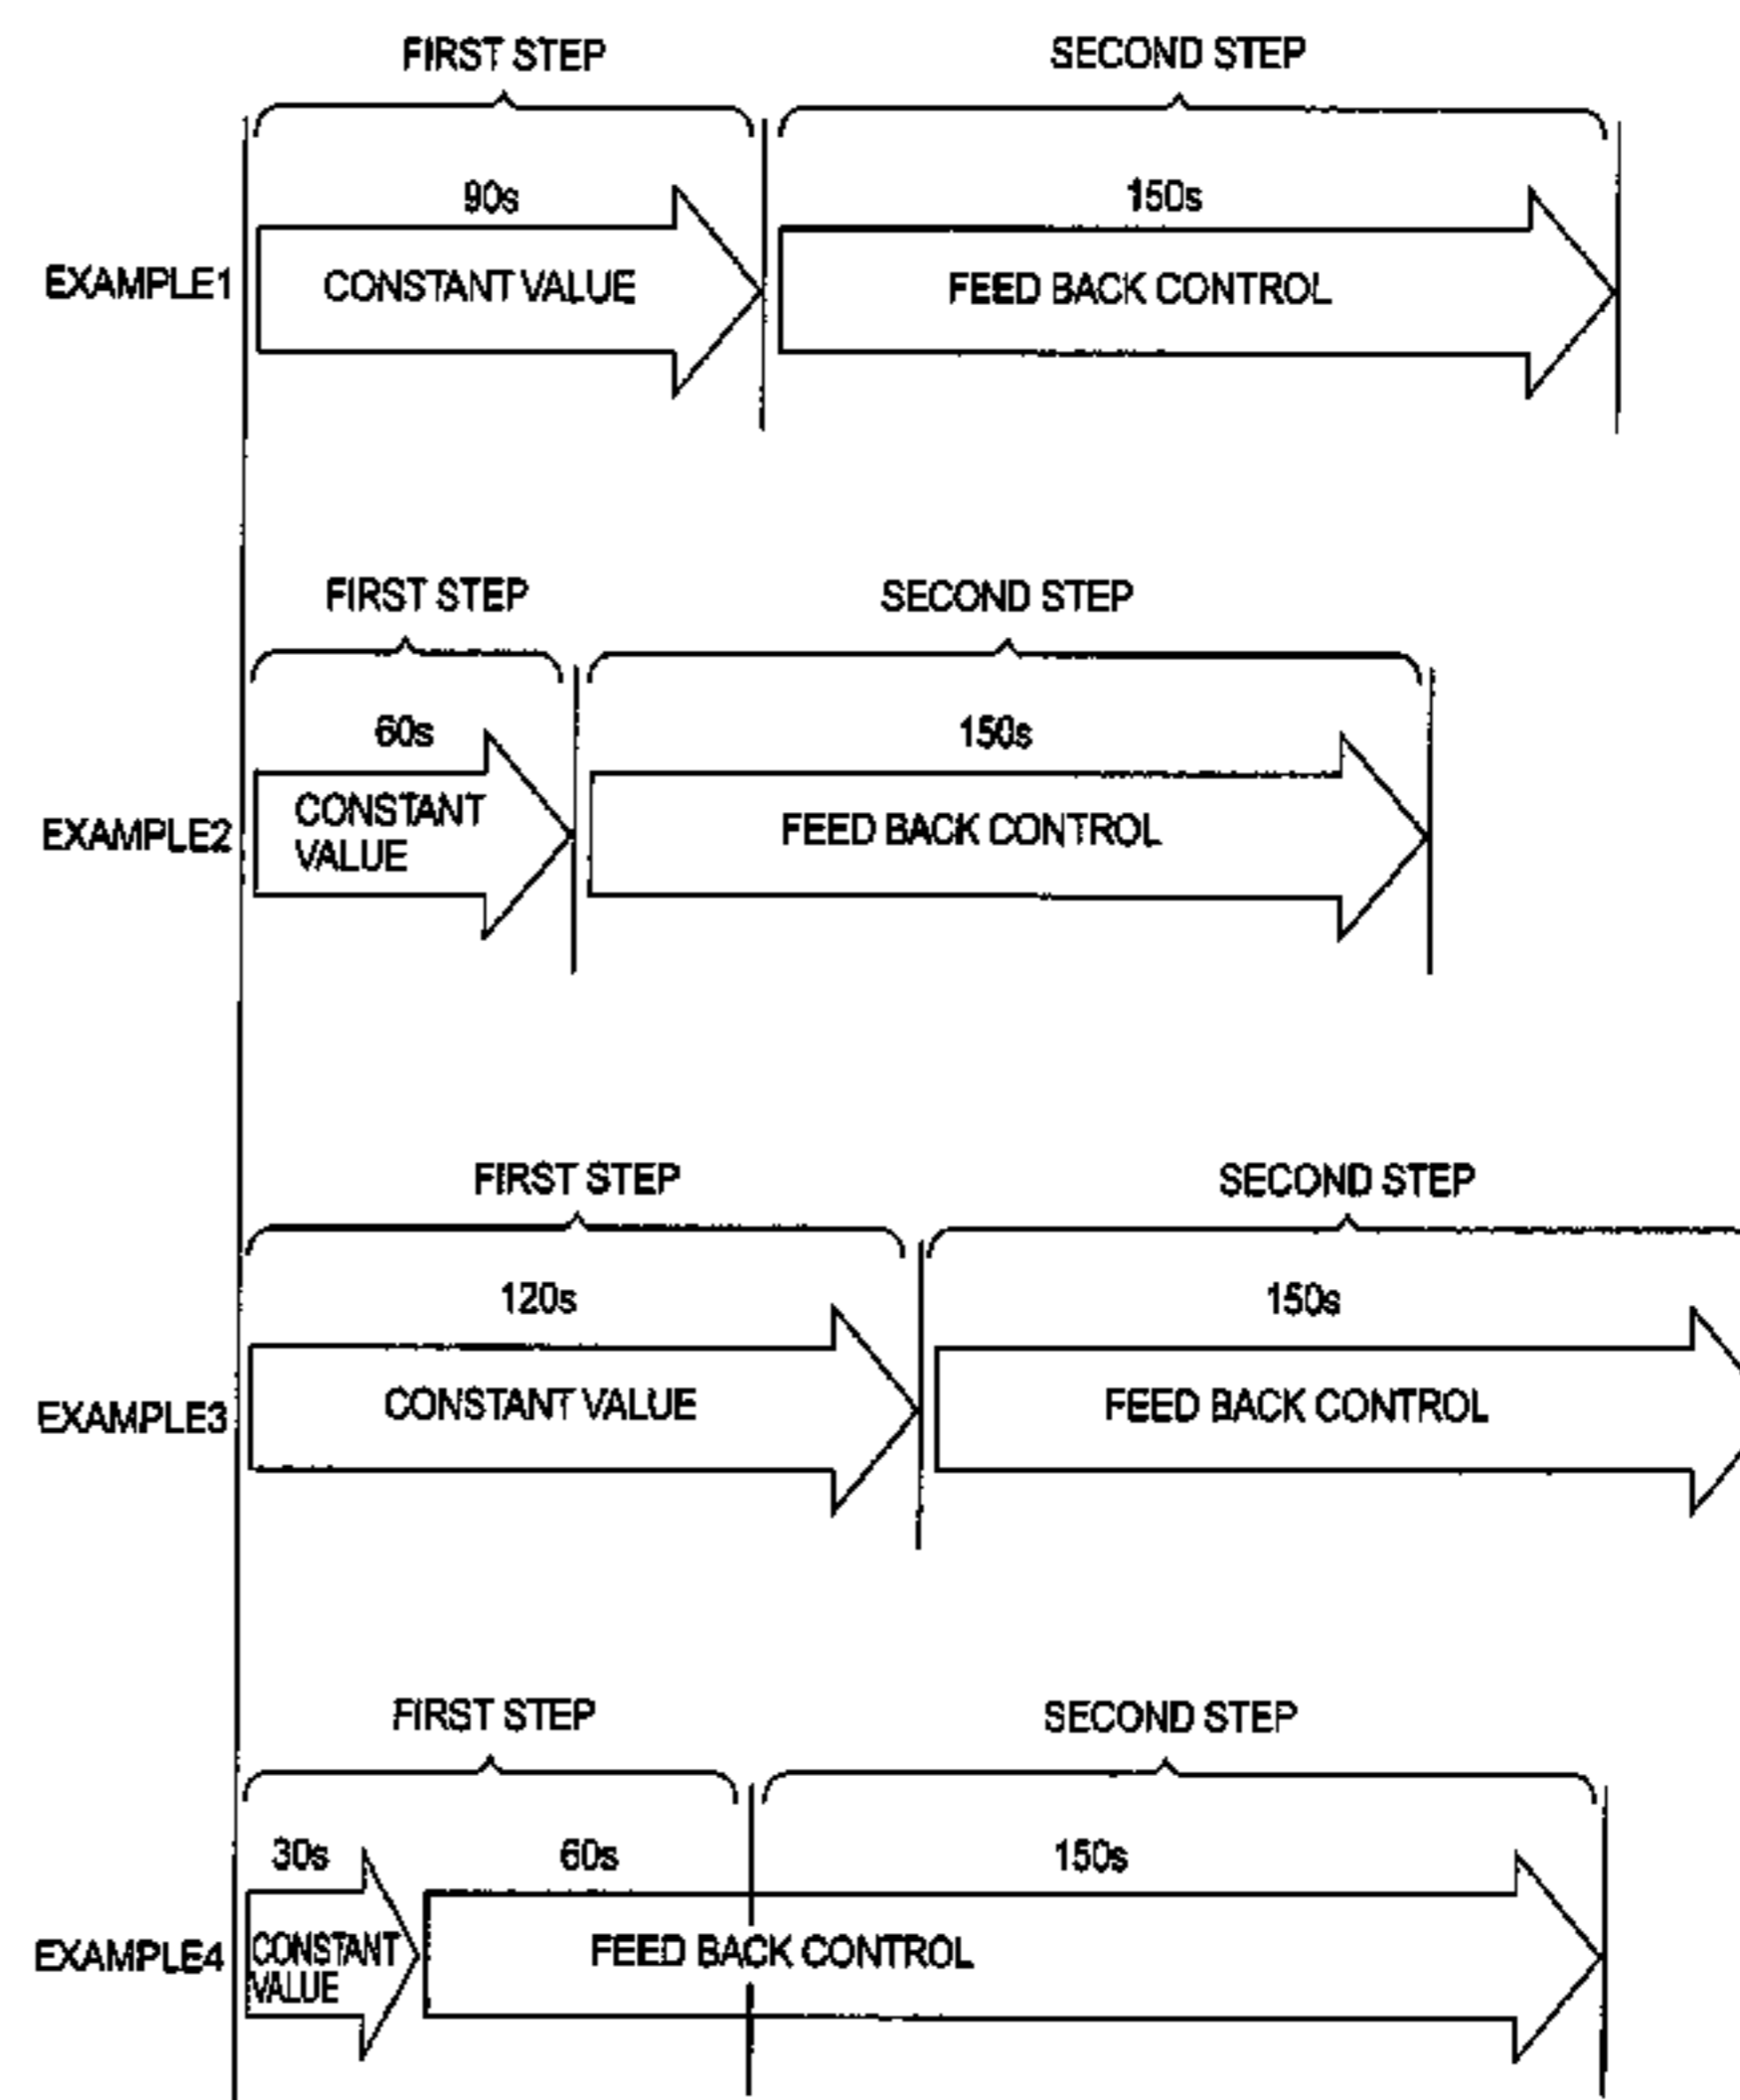 FIRST STEP
SECOND STEP
90s
150s
EXAMPLE1
CONSTANT VALUE
FEED BACK CONTROL
FIRST STEP
SECOND STEP
60s
150s
EXAMPLE2
CONSTANT
VALUE
FEED BACK CONTROL
FIRST STEP
SECOND STEP
120s
150s
EXAMPLE3
CONSTANT VALUE
FEED BACK CONTROL
FIRST STEP
SECOND STEP
30s
60s
150s
EXAMPLE4
CONSTANT
VALUE
FEED BACK CONTROL